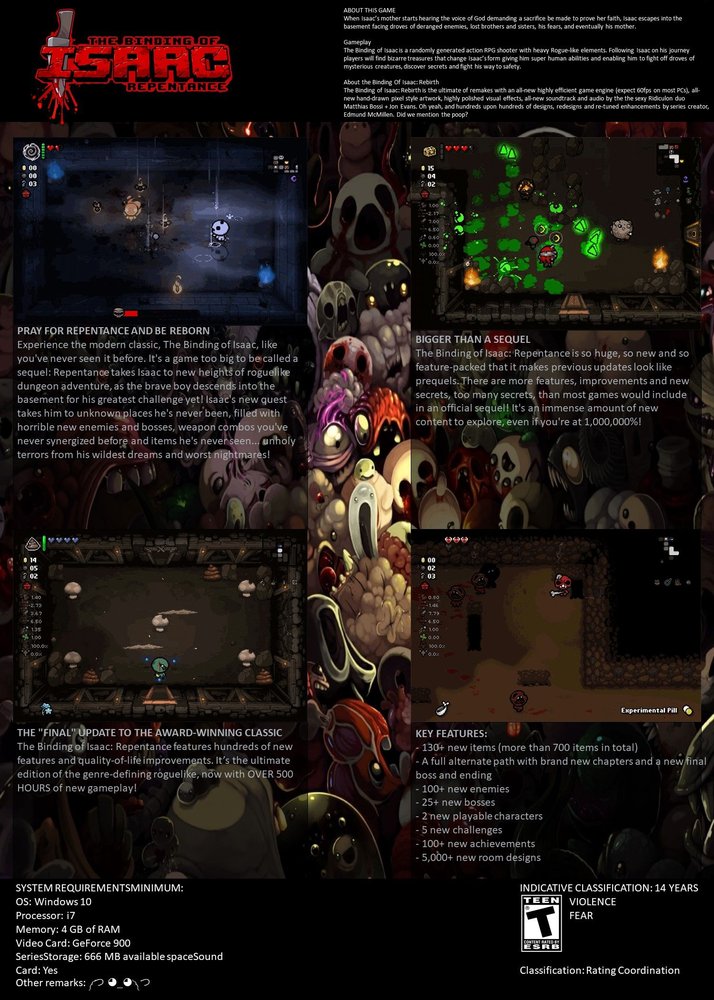 THE BINDING OF
ISAAC
REPENTANCE
ABOUT THIS GAME
When Isaac's mother starts hearing the voice of God demanding a sacrifice be made to prove her faith, Isaac escapes into the
basement facing droves of deranged enemies, lost brothers and sisters, his fears, and eventually his mother.
Gameplay
The Binding of Isaac is a randomly generated action RPG shooter with heavy Rogue-like elements. Following Isaac on his journey
players will find bizarre treasures that change Isaac's form giving him super human abilities and enabling him to fight off droves of
mysterious creatures, discover secrets and fight his way to safety.
About the Binding Of Isaac: Rebirth
The Binding of Isaac: Rebirth is the ultimate of remakes with an all-new highly efficient game engine (expect 60fps on most PCs), all-
new hand-drawn pixel style artwork, highly polished visual effects, all-new soundtrack and audio by the the sexy Ridiculon duo
Matthias Bossi + Jon Evans. Oh yeah, and hundreds upon hundreds of designs, redesigns and re-tuned enhancements by series creator,
Edmund McMillen. Did we mention the poop?
00
00
03
15
04
02
PRAY FOR REPENTANCE AND BE REBORN
Experience the modern classic, The Binding of Isaac, like
you've never seen it before. It's a game too big to be called a
sequel: Repentance takes Isaac to new heights of roguelike
dungeon adventure, as the brave boy descends into the
basement for his greatest challenge yet! Isaac's new quest
takes him to unknown places he's never been, filled with
horrible new enemies and bosses, weapon combos you've
never synergized before and items he's never seen... unholy
terrors from his wildest dreams and worst nightmares!
BIGGER THAN A SEQUEL
The Binding of Isaac: Repentance is so huge, so new and so
feature-packed that it makes previous updates look like
prequels. There are more features, improvements and new
secrets, too many secrets, than most games would include
in an official sequel! It's an immense amount of new
content to explore, even if you're at 1,000,000%!
14
05
02
00
02
03
Experimental Pill
THE "FINAL" UPDATE TO THE AWARD-WINNING CLASSIC
The Binding of Isaac: Repentance features hundreds of new
features and quality-of-life improvements. It's the ultimate
edition of the genre-defining roguelike, now with OVER 500
HOURS of new gameplay!
KEY FEATURES:
- 130+ new items (more than 700 items in total)
- A full alternate path with brand new chapters and a new final
boss and ending
- 100+ new enemies
- 25+ new bosses
- 2 new playable characters
- 5 new challenges
- 100+ new achievements
- 5,000+ new room designs
SYSTEM REQUIREMENTSMINIMUM:
OS: Windows 10
Processor: i7
Memory: 4 GB of RAM
Video Card: GeForce 900
SeriesStorage: 666 MB available spaceSound
Card: Yes
Other remarks:
INDICATIVE CLASSIFICATION: 14 YEARS
TEEN
T
CONTENT RATED BY
ESRB
VIOLENCE
FEAR
Classification: Rating Coordination